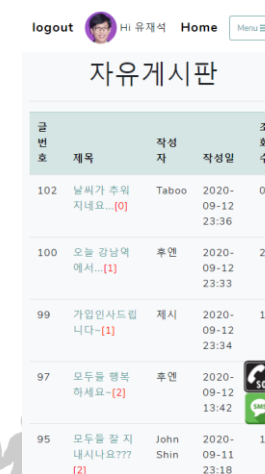 logout Hi 유재석 Home Menu
자유게시판
글
번
호 제목 작성
자 작성일 조
회
수
102 날씨가 추워
지네요...[0] Taboo 2020-
09-12
23:36 0
100 오늘 강남역
에서...[1] 후엔 2020-
09-12
23:33 2
99 가입인사드립
니다~[1] 제시 2020-
09-12
23:34 1
97 모두들 행복
하세요~[2] 후엔 2020-
09-12
13:42
95 모두들 잘 지
내시나요???
[2] John
Shin 2020-
09-11
23:18 1
SMS